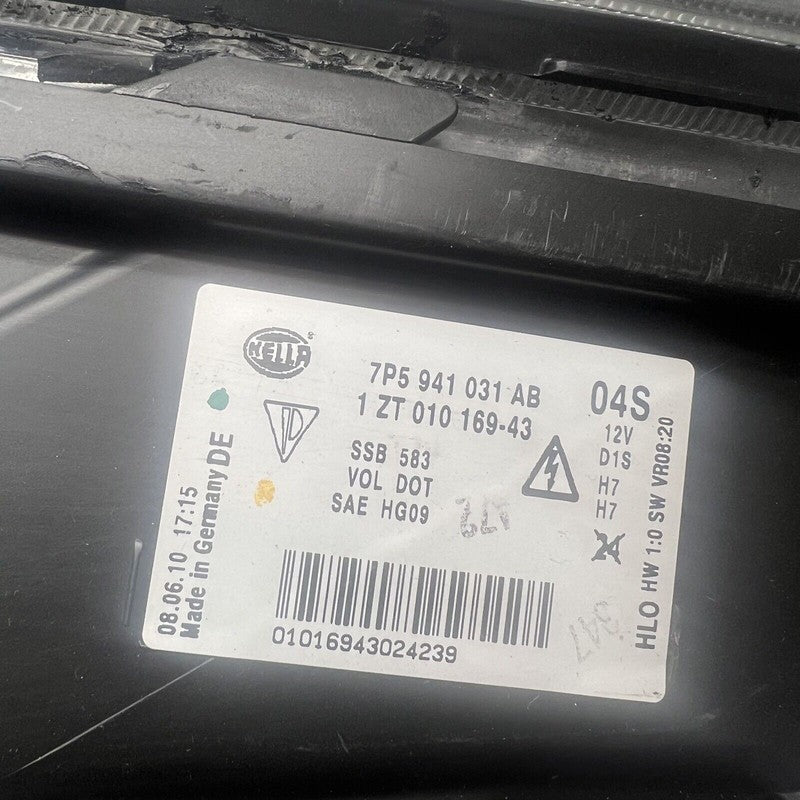 HELLA®
7P5 941 031 AB
1 ZT 010 169-43
04S
12V
D1S
H7
H7
SSB 583
VOL DOT
SAE HG09
01016943024239
08.06.10 17:15
Made in Germany DE
HLO HW 1:0 SW VR08:20